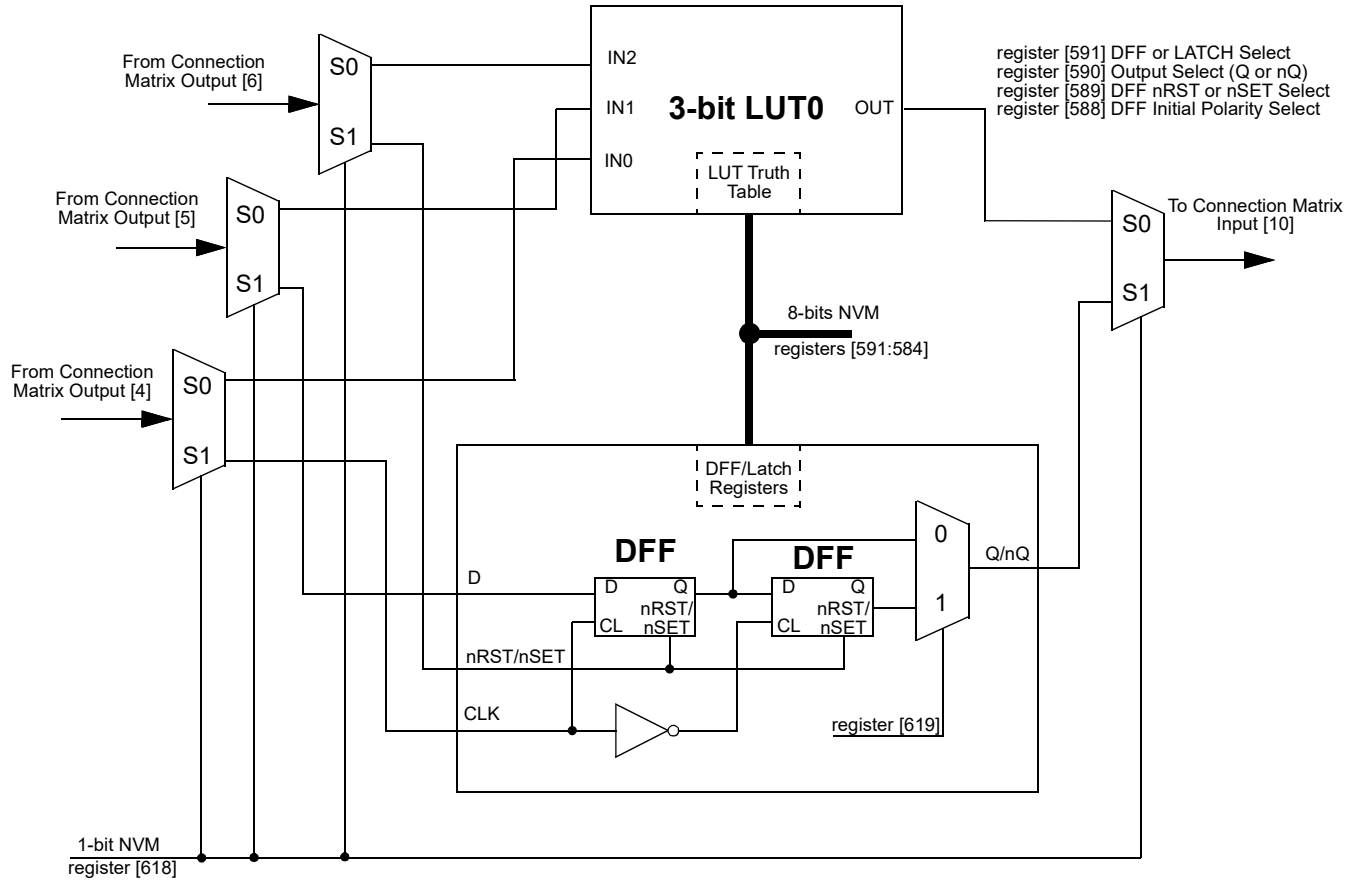 From Connection
Matrix Output [6]
S0
S1
IN2
IN1
IN0
3-bit LUT0
OUT
LUT Truth
Table
register [591] DFF or LATCH Select
register [590] Output Select (Q or nQ)
register [589] DFF nRST or nSET Select
register [588] DFF Initial Polarity Select
From Connection
Matrix Output [5]
S0
S1
To Connection Matrix
Input [10]
S0
S1
8-bits NVM
registers [591:584]
From Connection
Matrix Output [4]
S0
S1
DFF/Latch
Registers
DFF
D
Q
nRST/
nSET
CL
DFF
D
Q
nRST/
nSET
CL
0
1
Q/nQ
D
nRST/nSET
CLK
register [619]
1-bit NVM
register [618]